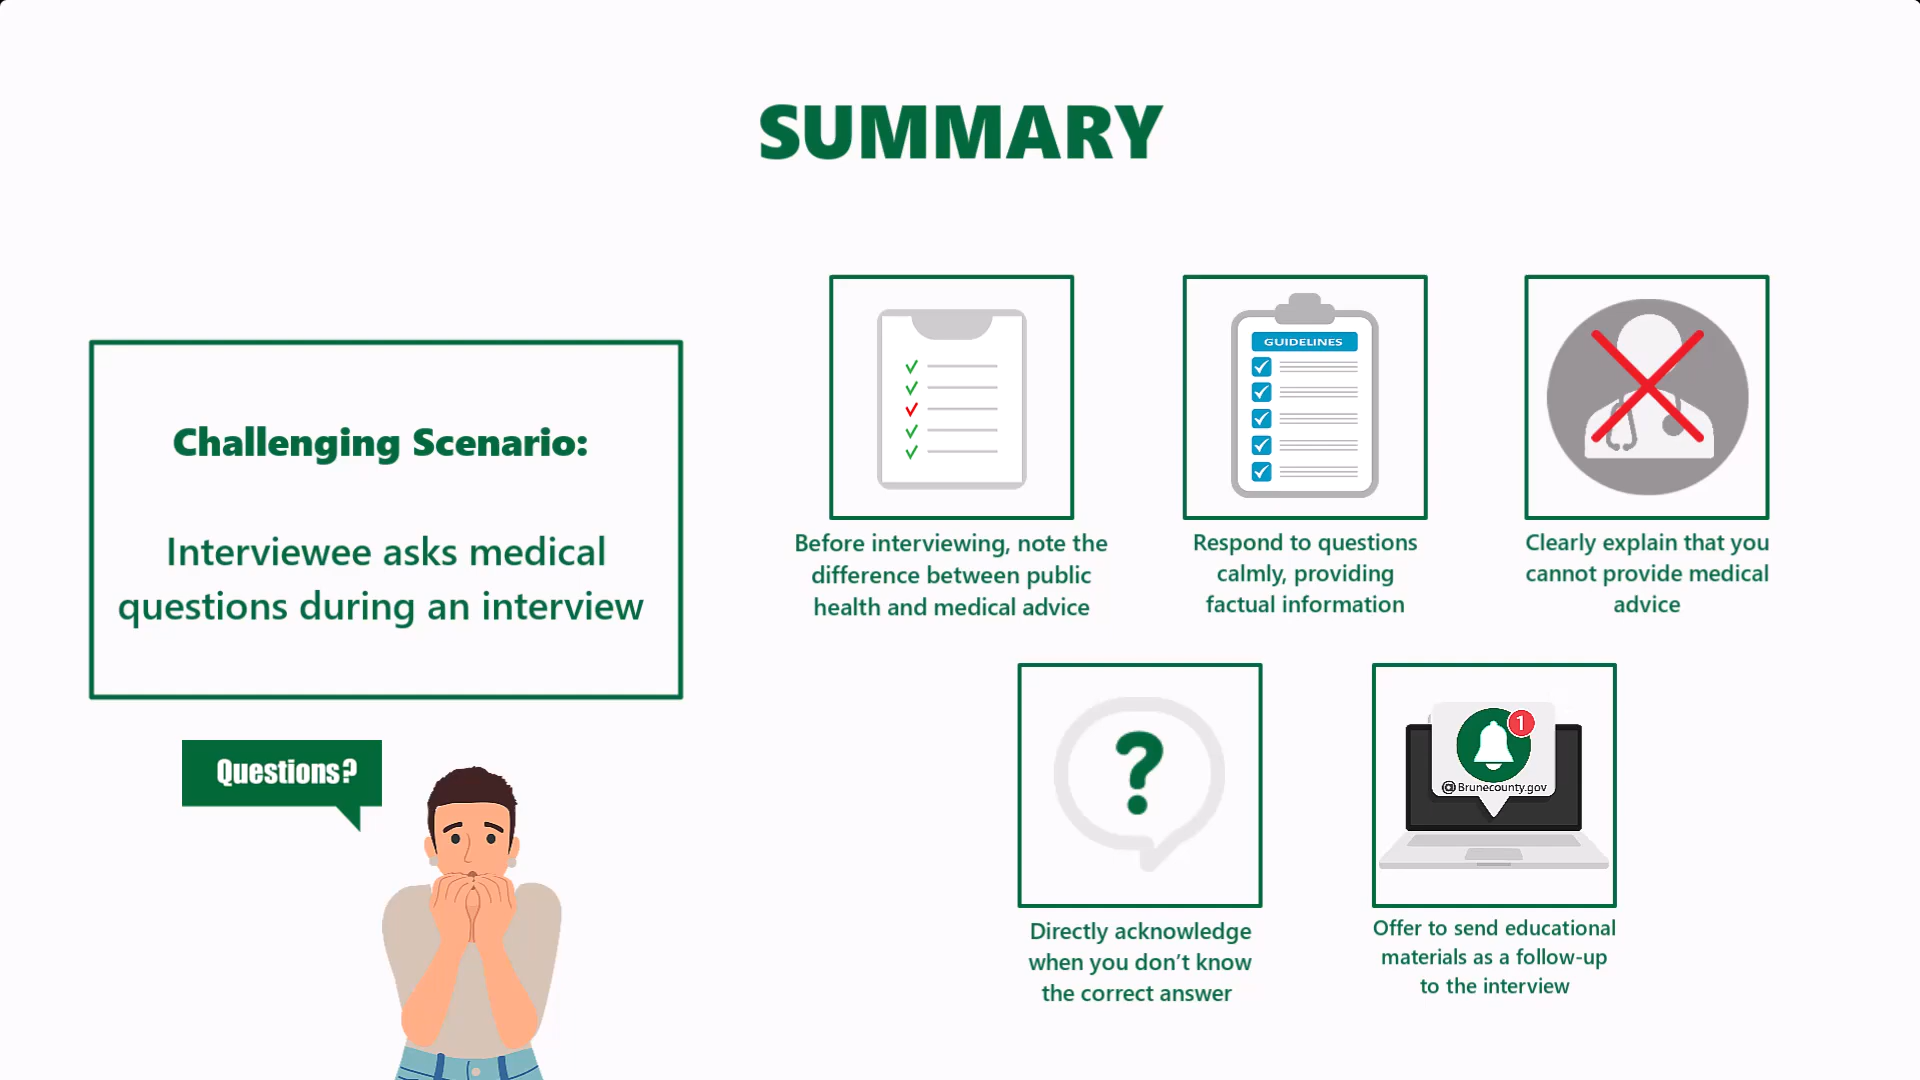 SUMMARY
Challenging Scenario:
Interviewee asks medical
questions during an interview
Questions?
Before interviewing, note the
difference between public
health and medical advice
GUIDELINES
Respond to questions
calmly, providing
factual information
Clearly explain that you
cannot provide medical
advice
?
Directly acknowledge
when you don’t know
the correct answer
1
@Brunecounty.gov
Offer to send educational
materials as a follow-up
to the interview